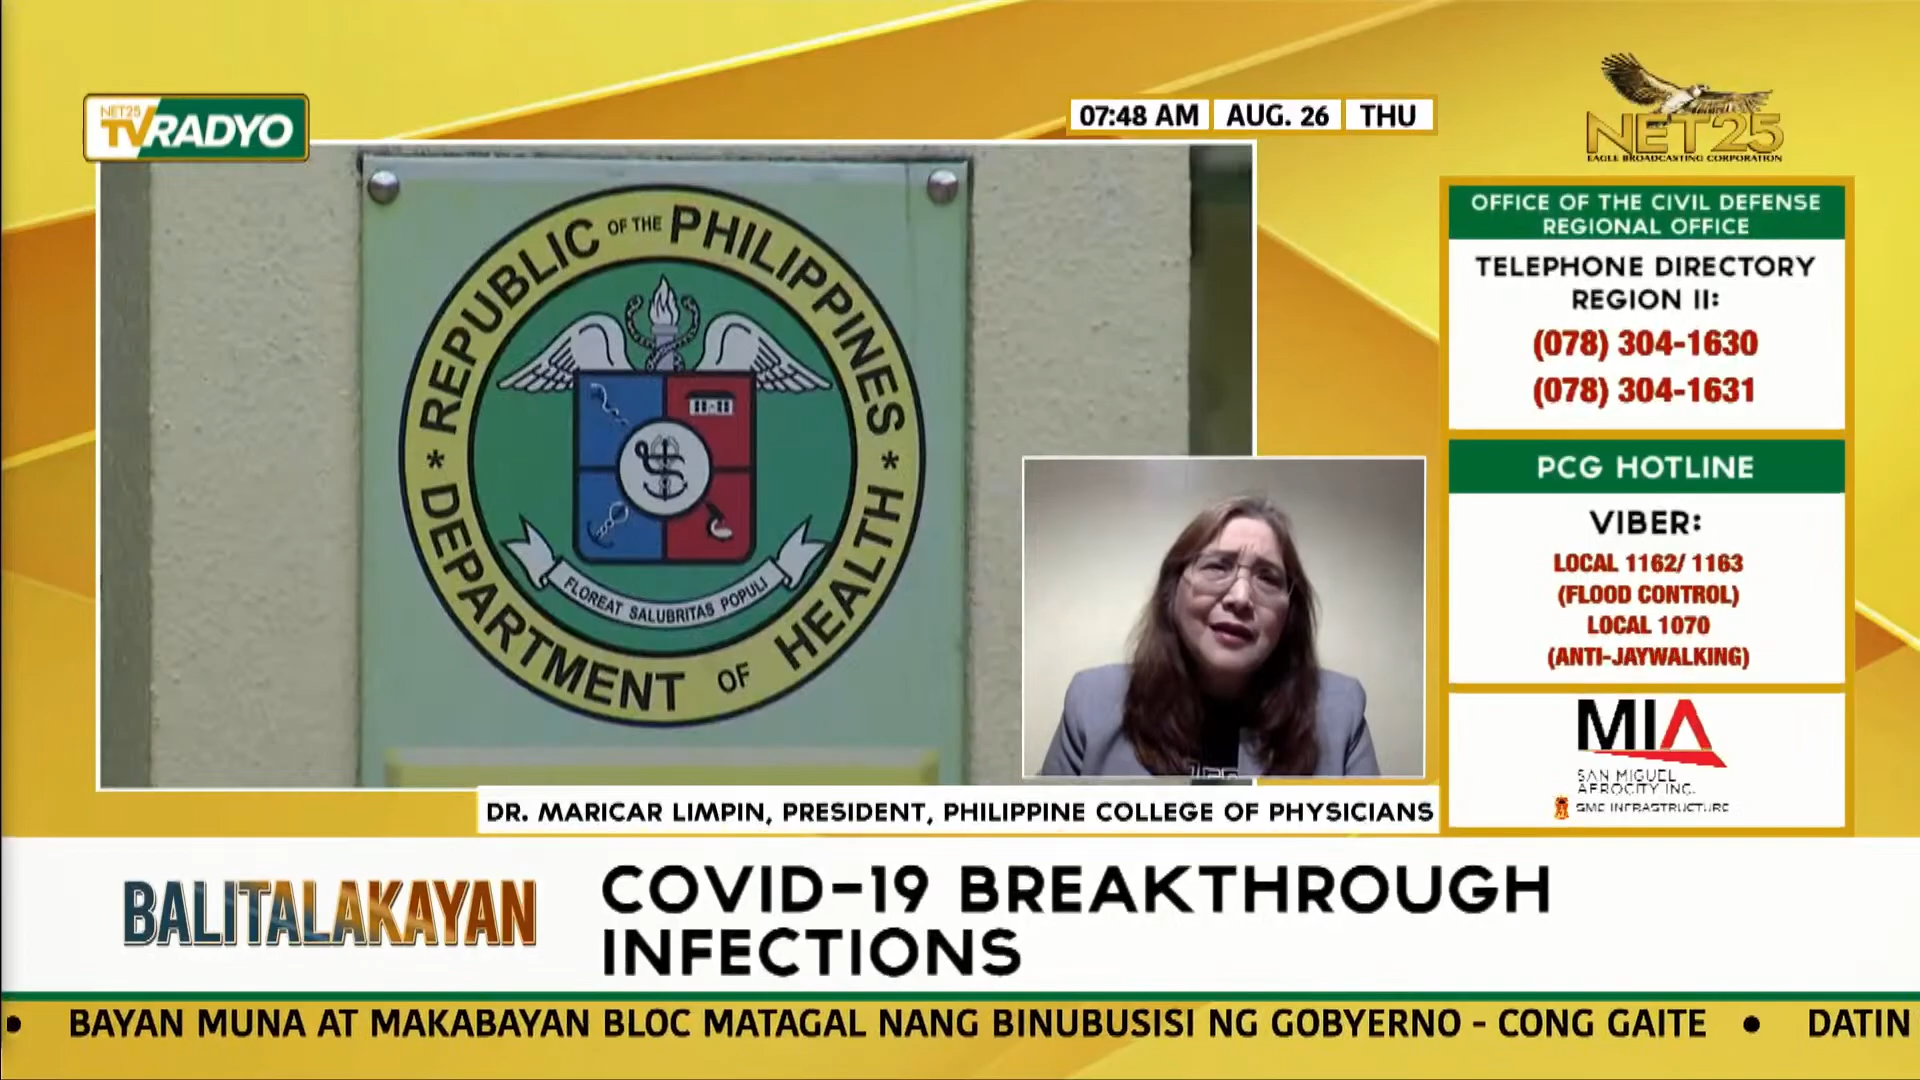 NET25
TVRADYO
07:48 AM AUG. 26 THU
NET25
EAGLE BROADCASTING CORPORATION
REPUBLIC OF THE PHILIPPINES
* DEPARTMENT OF HEALTH *
FLOREAT SALUBRITAS POPULI
OFFICE OF THE CIVIL DEFENSE
REGIONAL OFFICE
TELEPHONE DIRECTORY
REGION II:
(078) 304-1630
(078) 304-1631
PCG HOTLINE
VIBER:
LOCAL 1162/ 1163
(FLOOD CONTROL)
LOCAL 1070
(ANTI-JAYWALKING)
MIA
SAN MIGUEL
AEROCITY INC.
SMC INFRASTRUCTURE
DR. MARICAR LIMPIN, PRESIDENT, PHILIPPINE COLLEGE OF PHYSICIANS
BALITALAKAYAN
COVID-19 BREAKTHROUGH
INFECTIONS
• BAYAN MUNA AT MAKABAYAN BLOC MATAGAL NANG BINUBUSISI NG GOBYERNO - CONG GAITE • DATIN